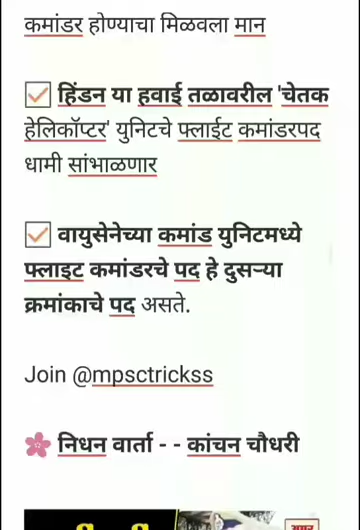 कमांडर होण्याचा मिळवला मान
✅ हिंडन या हवाई तळावरील 'चेतक
हेलिकॉप्टर' युनिटचे फ्लाईट कमांडरपद
धामी सांभाळणार
✅ वायुसेनेच्या कमांड युनिटमध्ये
फ्लाइट कमांडरचे पद हे दुसऱ्या
क्रमांकाचे पद असते.
Join @mpsctrickss
🌸 निधन वार्ता - - कांचन चौधरी